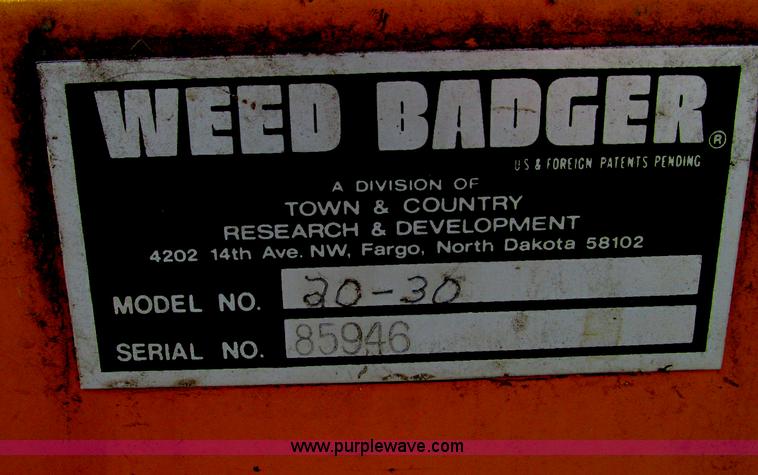 WEED BADGER®
US & FOREIGN PATENTS PENDING
A DIVISION OF
TOWN & COUNTRY
RESEARCH & DEVELOPMENT
4202 14th Ave. NW, Fargo, North Dakota 58102
MODEL NO. 20-30
SERIAL NO. 85946
www.purplewave.com